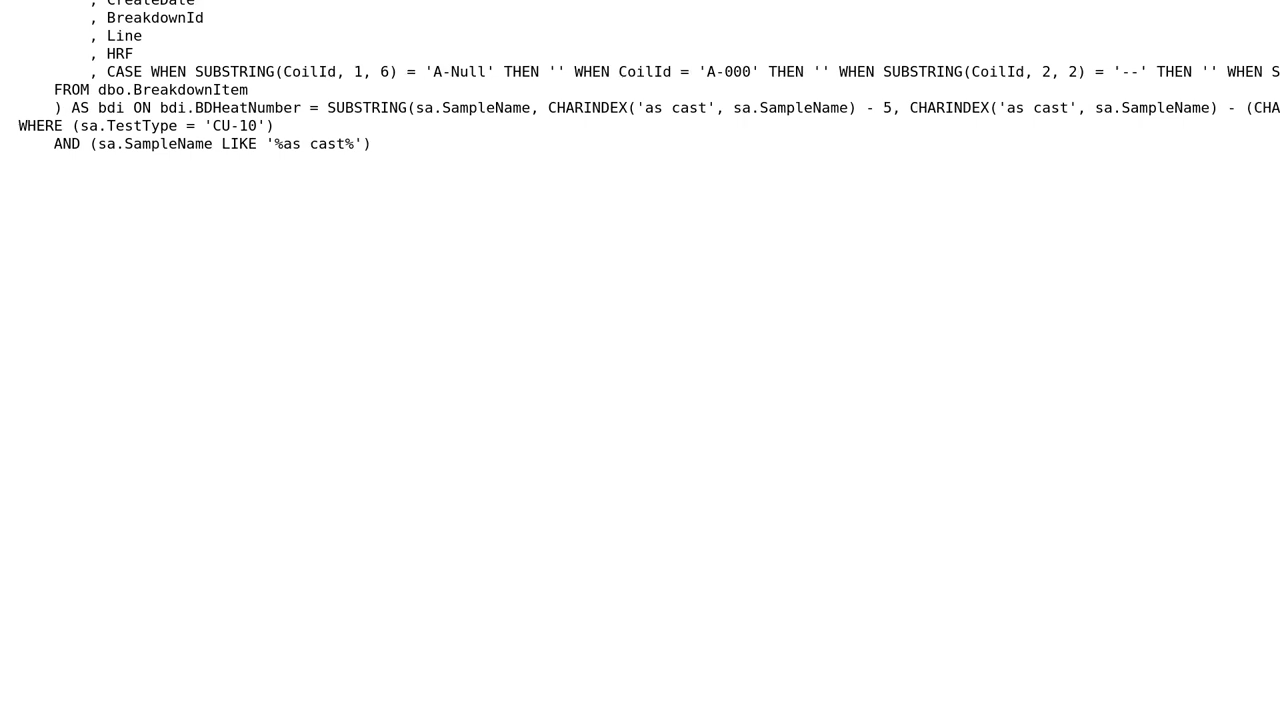 , CreateDate
, BreakdownId
, Line
, HRF
, CASE WHEN SUBSTRING(CoilId, 1, 6) = 'A-Null' THEN '' WHEN CoilId = 'A-000' THEN '' WHEN SUBSTRING(CoilId, 2, 2) = '--' THEN '' WHEN S
FROM dbo.BreakdownItem
) AS bdi ON bdi.BDHeatNumber = SUBSTRING(sa.SampleName, CHARINDEX('as cast', sa.SampleName) - 5, CHARINDEX('as cast', sa.SampleName) - (CHA
WHERE (sa.TestType = 'CU-10')
AND (sa.SampleName LIKE '%as cast%')